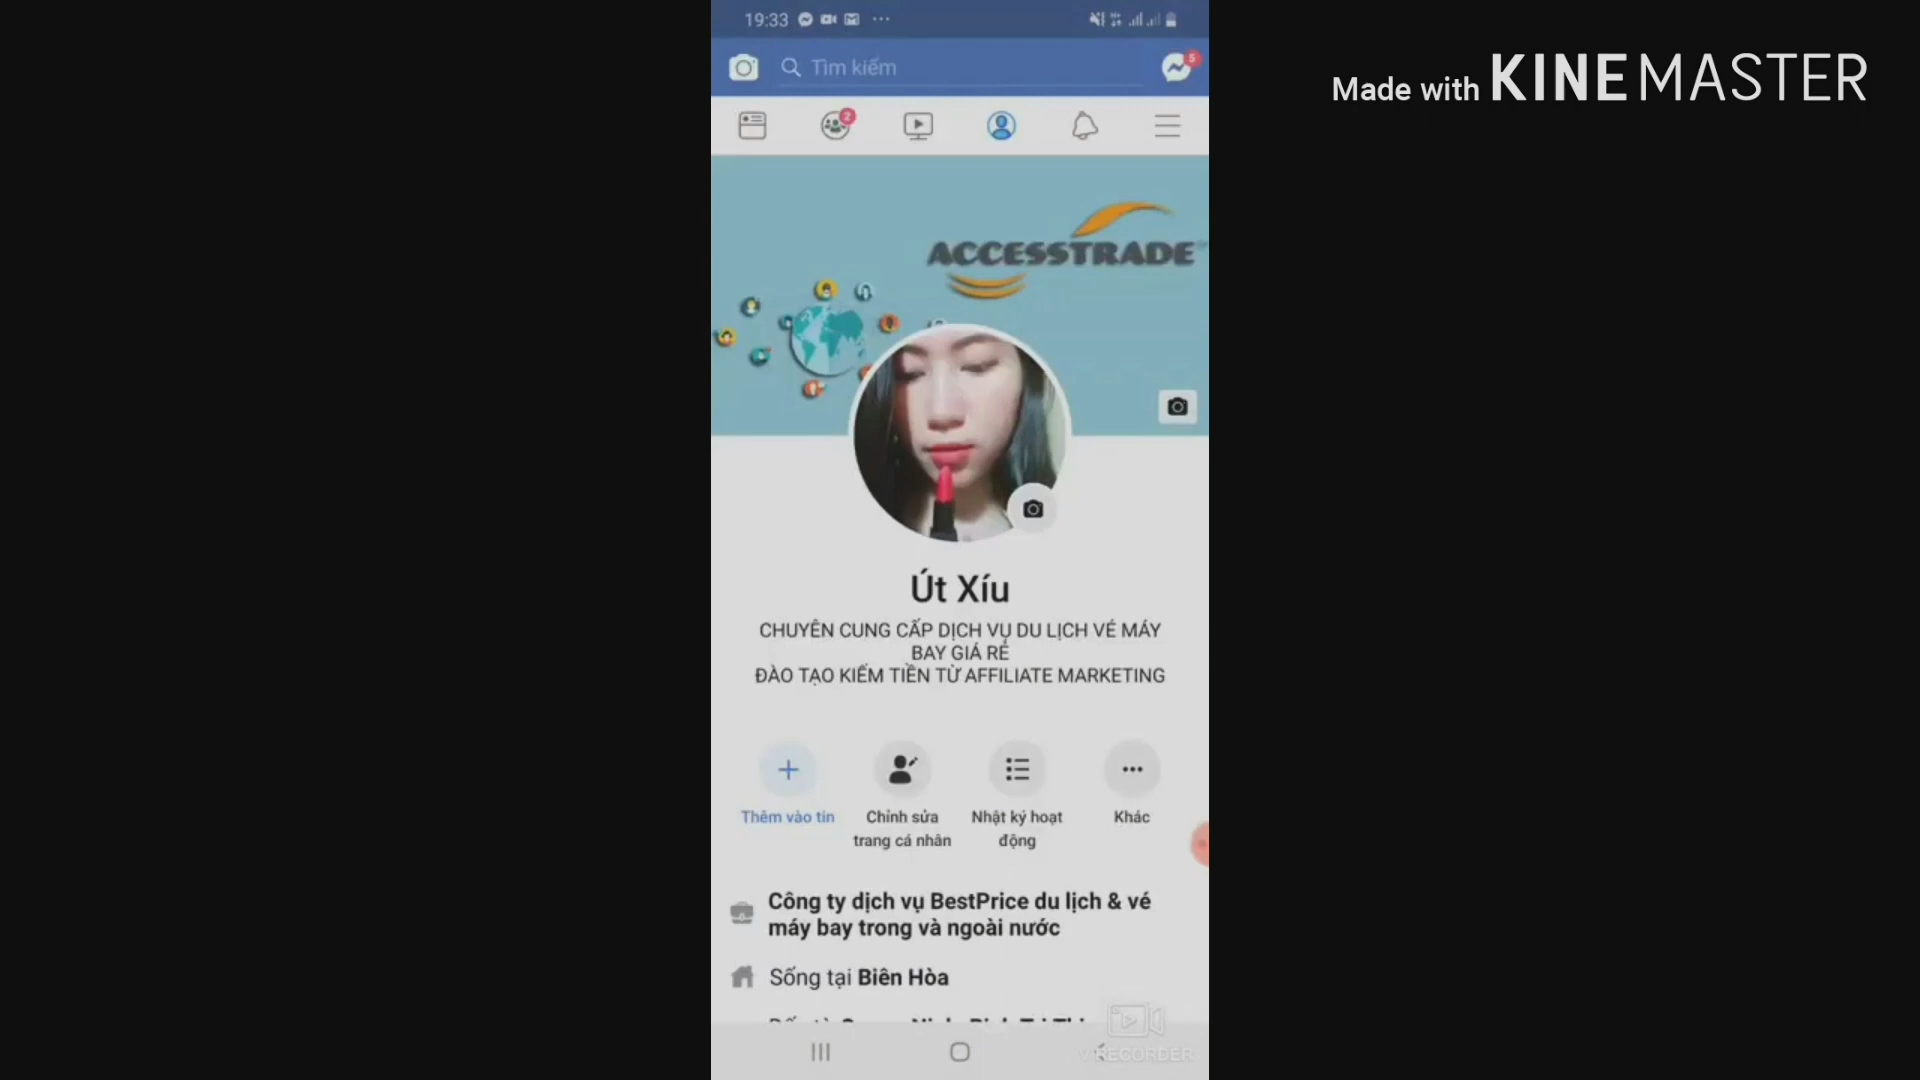 19:33
Made with KINEMASTER
Tìm kiếm
5
2
ACCESSTRADE
Út Xíu
CHUYÊN CUNG CẤP DỊCH VỤ DU LỊCH VÉ MÁY
BAY GIÁ RẺ
ĐÀO TẠO KIẾM TIỀN TỪ AFFILIATE MARKETING
Thêm vào tin
Chỉnh sửa
trang cá nhân
Nhật ký hoạt
động
Khác
Công ty dịch vụ BestPrice du lịch & vé
máy bay trong và ngoài nước
Sống tại Biên Hòa
RECORDER